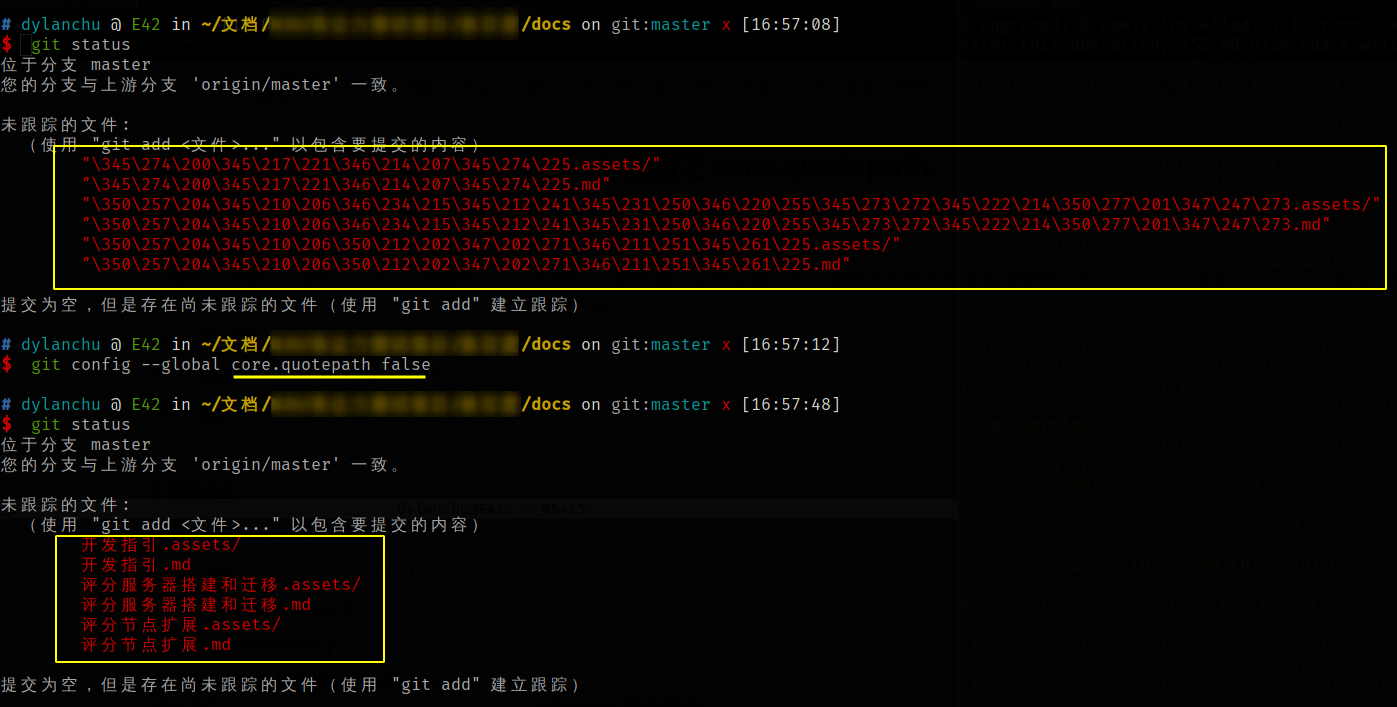 # dylanchu @ E42 in ~/文档/ /docs on git:master x [16:57:08]
$ git status
位于分支 master
您的分支与上游分支 'origin/master' 一致。
未跟踪的文件:
（使用 "git add <文件>..." 以包含要提交的内容）
"\345\274\200\345\217\221\346\214\207\345\274\225.assets/"
"\345\274\200\345\217\221\346\214\207\345\274\225.md"
"\350\257\204\345\210\206\346\234\215\345\212\241\345\231\250\346\220\255\345\273\272\345\222\214\350\277\201\347\247\273.assets/"
"\350\257\204\345\210\206\346\234\215\345\212\241\345\231\250\346\220\255\345\273\272\345\222\214\350\277\201\347\247\273.md"
"\350\257\204\345\210\206\350\212\202\347\202\271\346\211\251\345\261\225.assets/"
"\350\257\204\345\210\206\350\212\202\347\202\271\346\211\251\345\261\225.md"
提交为空，但是存在尚未跟踪的文件（使用 "git add" 建立跟踪）
# dylanchu @ E42 in ~/文档/ /docs on git:master x [16:57:12]
$ git config --global core.quotepath false
# dylanchu @ E42 in ~/文档/ /docs on git:master x [16:57:48]
$ git status
位于分支 master
您的分支与上游分支 'origin/master' 一致。
未跟踪的文件:
（使用 "git add <文件>..." 以包含要提交的内容）
开发指引.assets/
开发指引.md
评分服务器搭建和迁移.assets/
评分服务器搭建和迁移.md
评分节点扩展.assets/
评分节点扩展.md
提交为空，但是存在尚未跟踪的文件（使用 "git add" 建立跟踪）